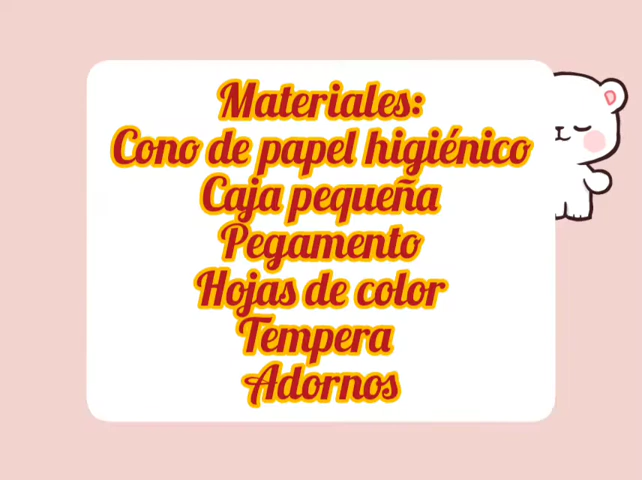 Materiales:
Cono de papel higiénico
Caja pequeña
Pegamento
Hojas de color
Tempera
Adornos